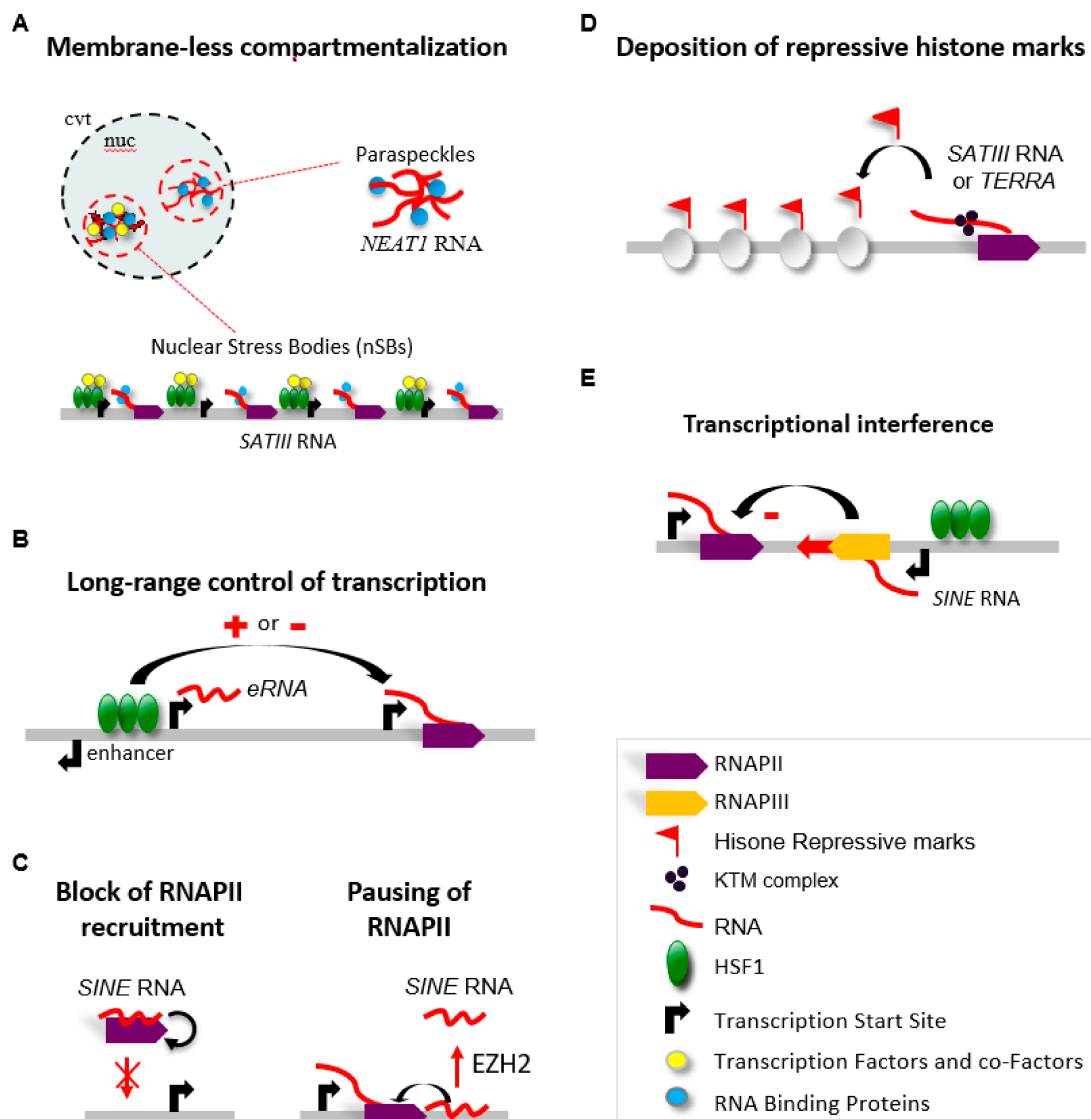 A
Membrane-less compartmentalization
cyt
nuc
Paraspeckles
NEAT1 RNA
Nuclear Stress Bodies (nSBs)
SATIII RNA
B
Long-range control of transcription
+ or -
eRNA
enhancer
C
Block of RNAPII
recruitment
SINE RNA
Pausing of
RNAPII
SINE RNA
EZH2
D
Deposition of repressive histone marks
SATIII RNA
or TERRA
E
Transcriptional interference
-
SINE RNA
RNAPII
RNAPIII
Hisone Repressive marks
KTM complex
RNA
HSF1
Transcription Start Site
Transcription Factors and co-Factors
RNA Binding Proteins